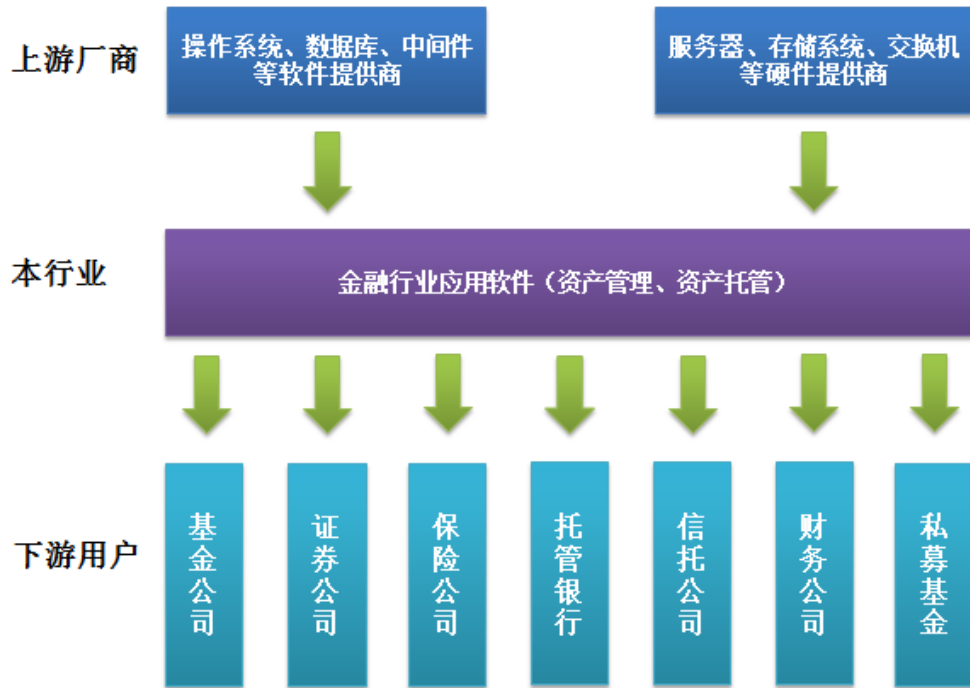 上游厂商
操作系统、数据库、中间件
等软件提供商
服务器、存储系统、交换机
等硬件提供商
本行业
金融行业应用软件（资产管理、资产托管）
下游用户
基金公司
证券公司
保险公司
托管银行
信托公司
财务公司
私募基金